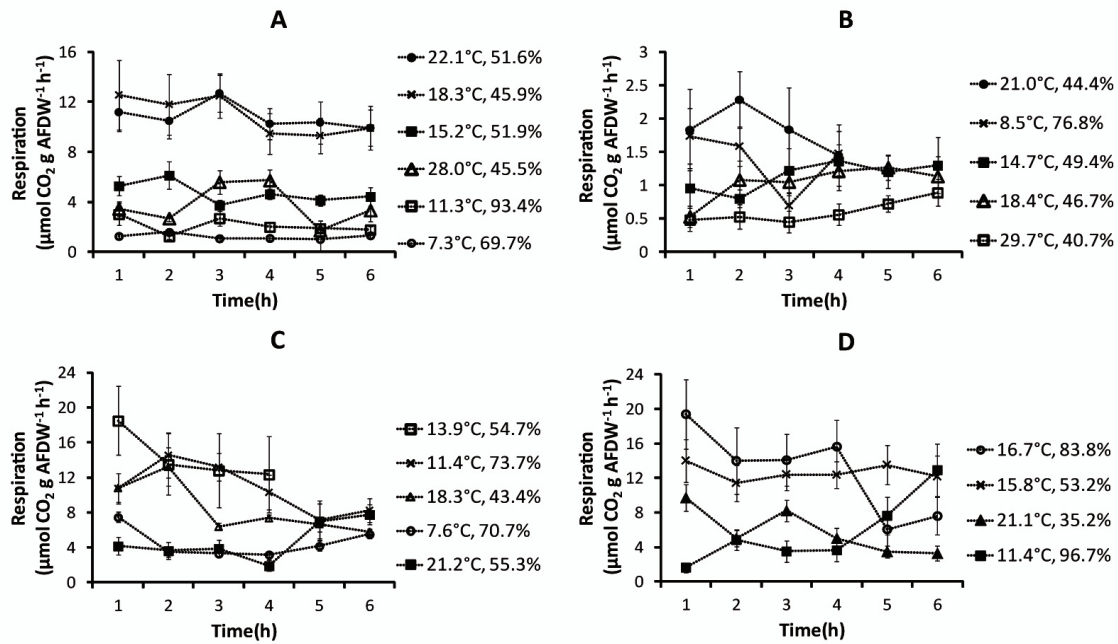 A
Respiration
(µmol CO₂ g AFDW⁻¹ h⁻¹)
16
12
8
4
0
1 2 3 4 5 6
Time(h)
22.1°C, 51.6%
18.3°C, 45.9%
15.2°C, 51.9%
28.0°C, 45.5%
11.3°C, 93.4%
7.3°C, 69.7%
B
Respiration
(µmol CO₂ g AFDW⁻¹ h⁻¹)
3
2.5
2
1.5
1
0.5
0
1 2 3 4 5 6
Time(h)
21.0°C, 44.4%
8.5°C, 76.8%
14.7°C, 49.4%
18.4°C, 46.7%
29.7°C, 40.7%
C
Respiration
(µmol CO₂ g AFDW⁻¹ h⁻¹)
24
20
16
12
8
4
0
1 2 3 4 5 6
Time(h)
13.9°C, 54.7%
11.4°C, 73.7%
18.3°C, 43.4%
7.6°C, 70.7%
21.2°C, 55.3%
D
Respiration
(µmol CO₂ g AFDW⁻¹ h⁻¹)
24
20
16
12
8
4
0
1 2 3 4 5 6
Time(h)
16.7°C, 83.8%
15.8°C, 53.2%
21.1°C, 35.2%
11.4°C, 96.7%